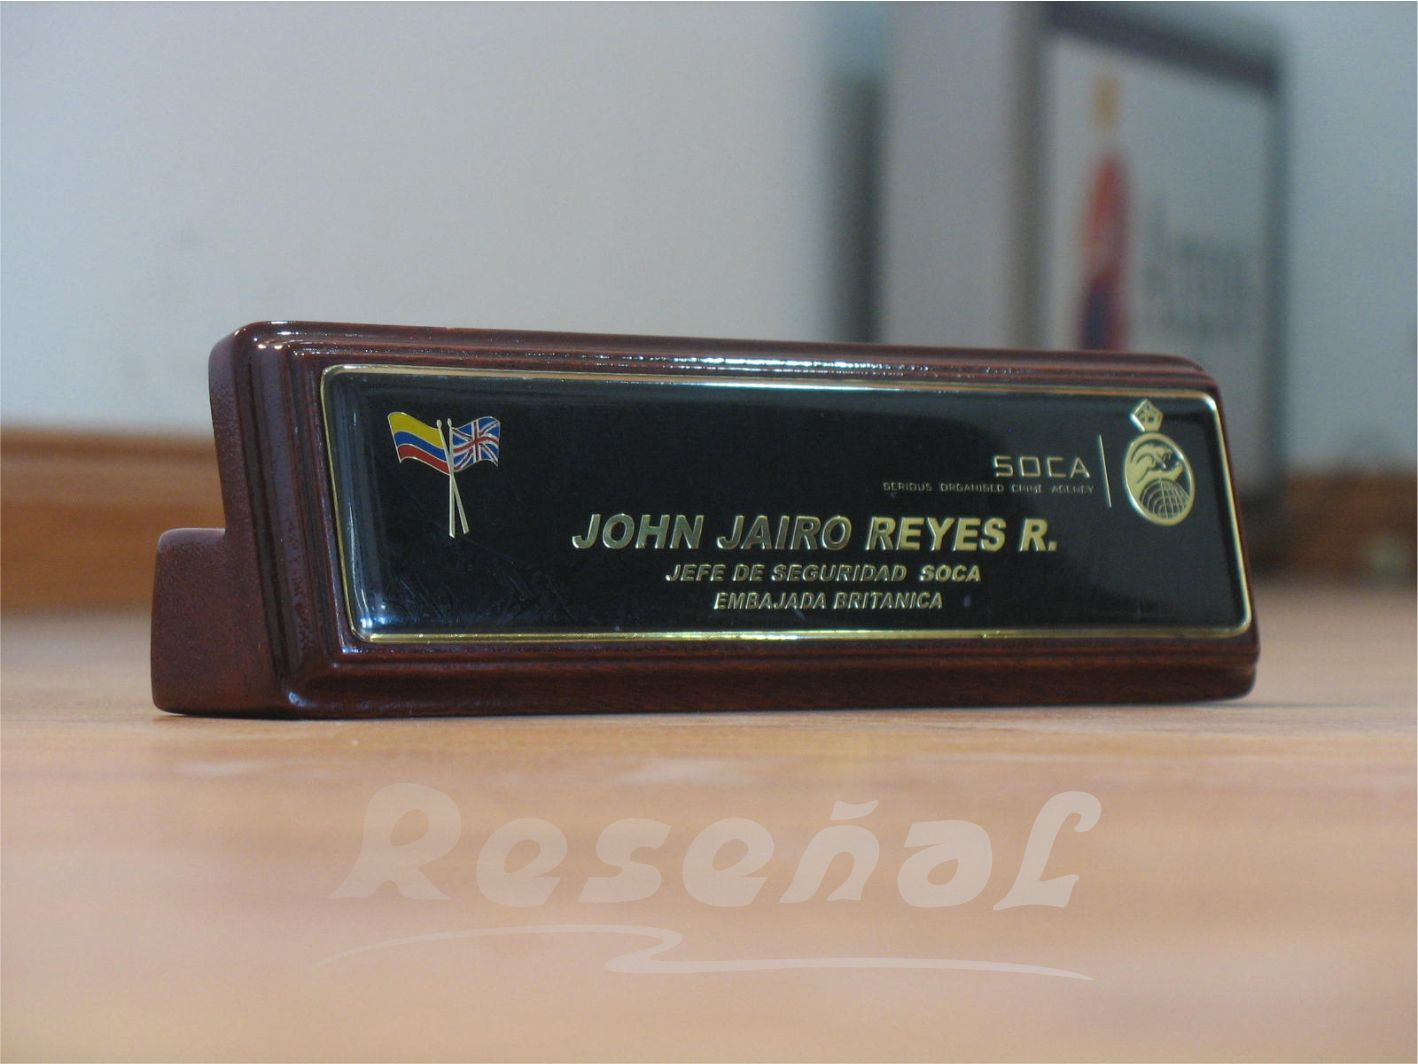 SOCA
SERIOUS ORGANISED CRIME AGENCY
JOHN JAIRO REYES R.
JEFE DE SEGURIDAD SOCA
EMBAJADA BRITANICA
Reseñal